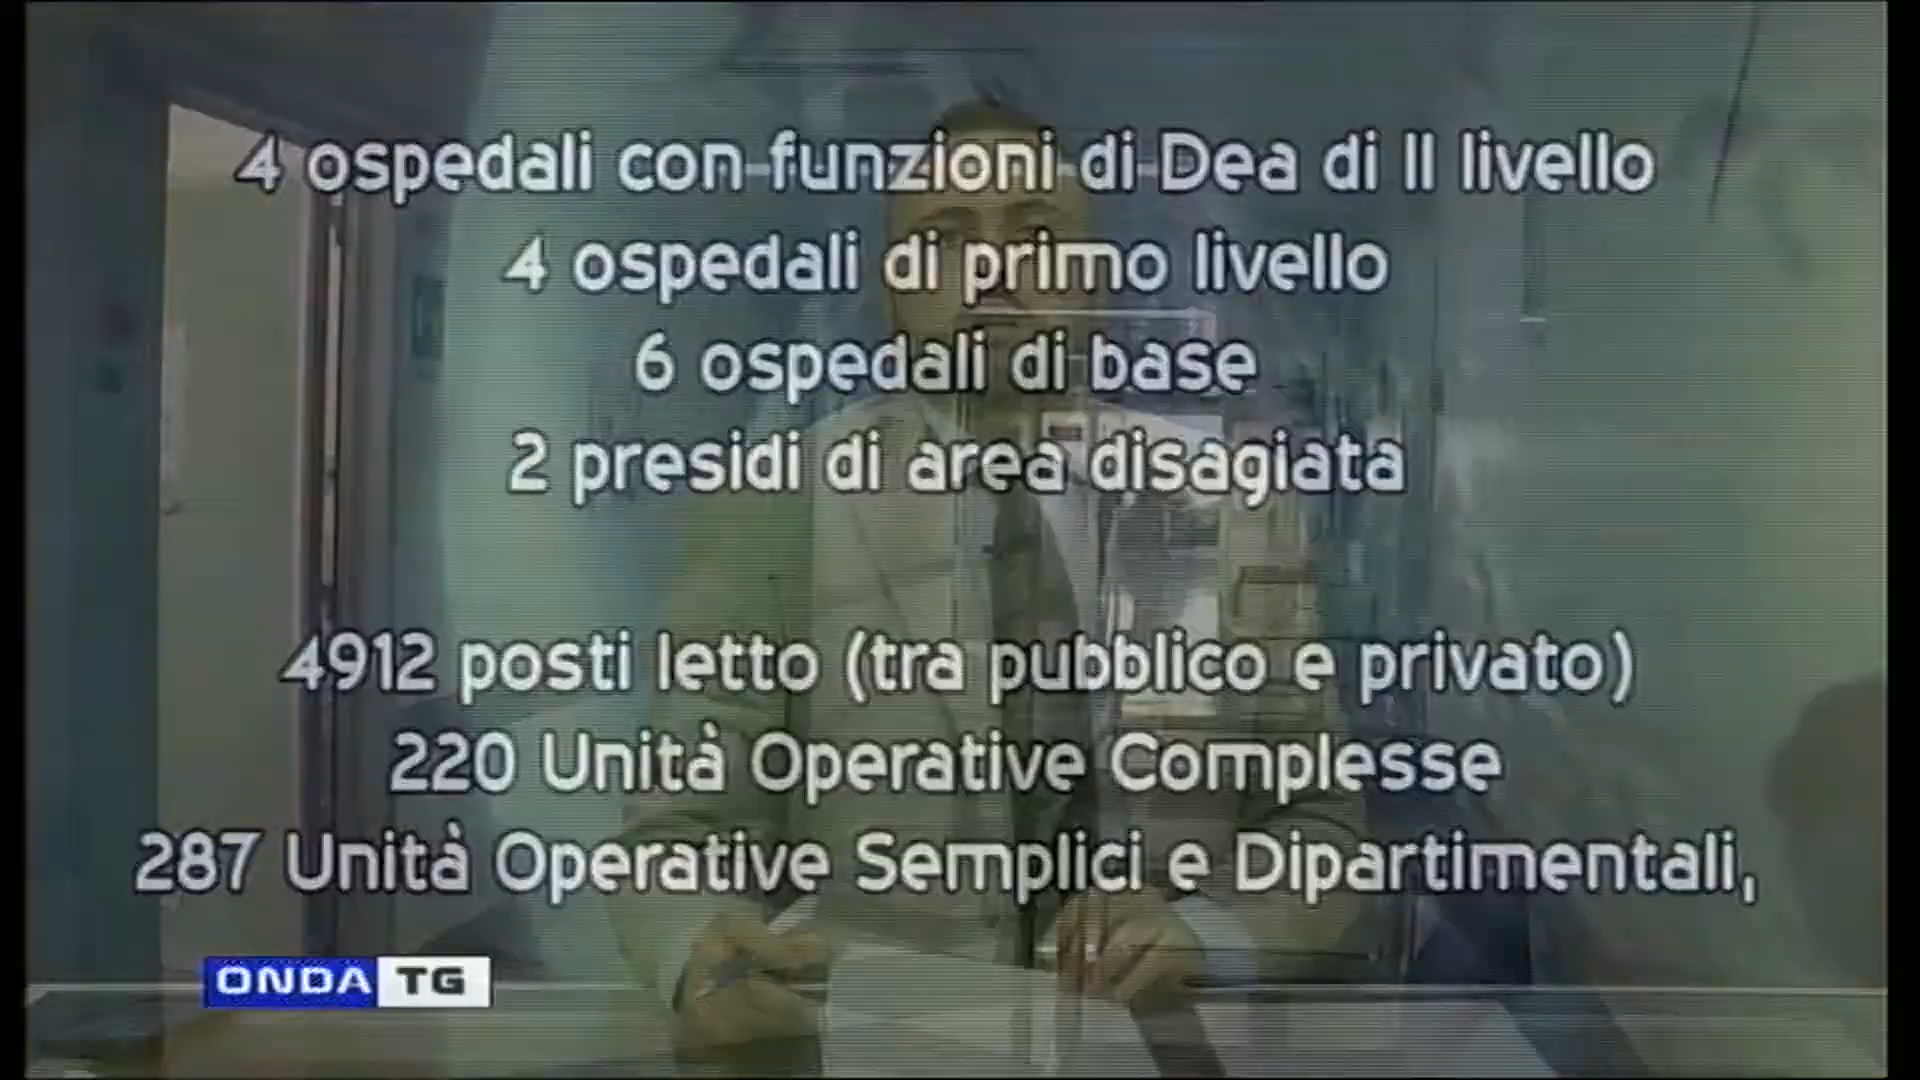 4 ospedali con funzioni di Dea di II livello
4 ospedali di primo livello
6 ospedali di base
2 presidi di area disagiata
4912 posti letto (tra pubblico e privato)
220 Unità Operative Complesse
287 Unità Operative Semplici e Dipartimentali,
ONDA TG